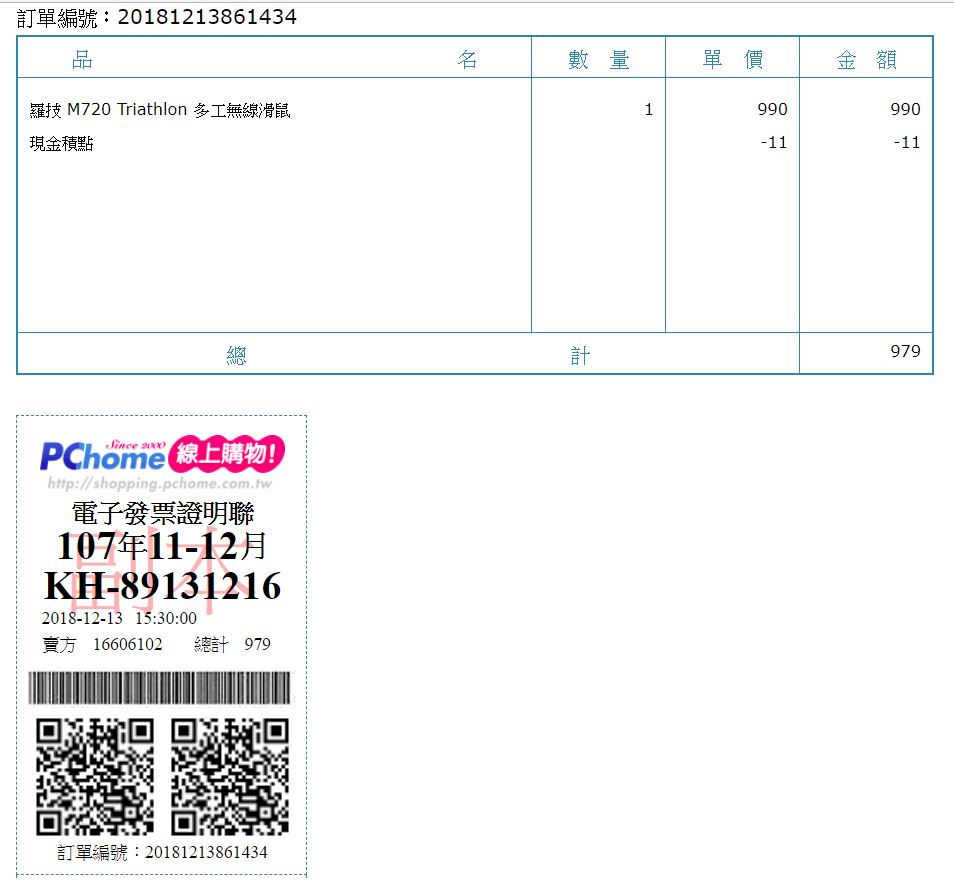 訂單編號：20181213861434
品 名 數 量 單 價 金 額
羅技 M720 Triathlon 多工無線滑鼠 1 990 990
現金積點 -11 -11
總 計 979
Since 2000
PChome 線上購物!
http://shopping.pchome.com.tw
電子發票證明聯
副本
107年11-12月
KH-89131216
2018-12-13 15:30:00
賣方 16606102 總計 979
訂單編號：20181213861434